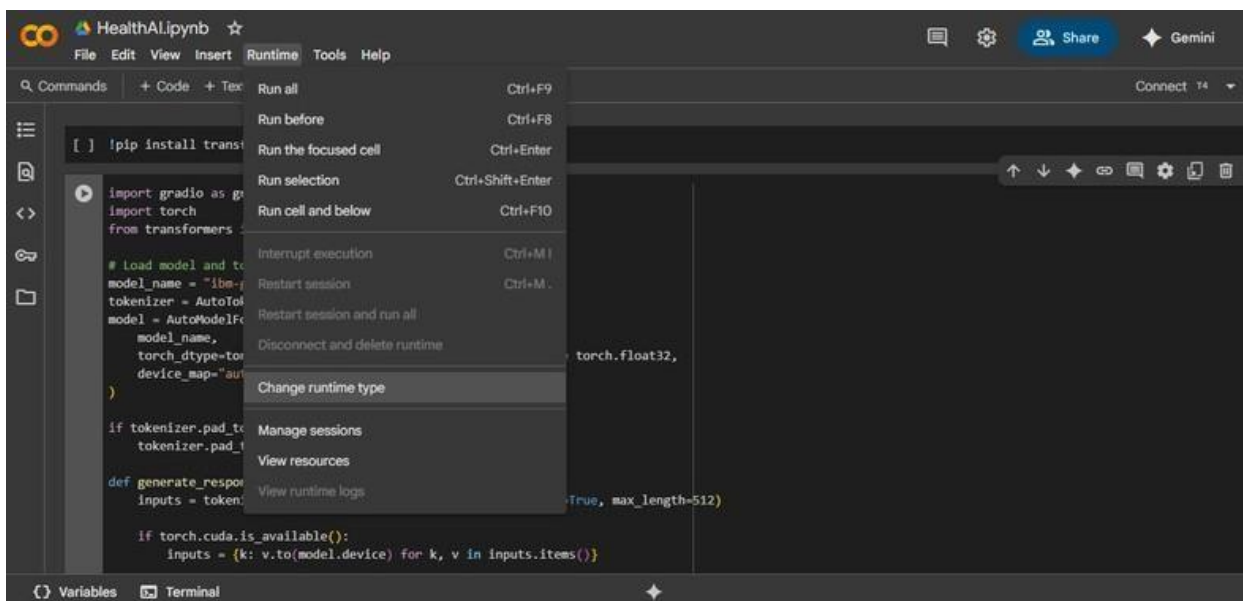 HealthAI.ipynb
File Edit View Insert Runtime Tools Help
Share
Gemini
Commands + Code + Tex
Connect T4
Run all Ctrl+F9
Run before Ctrl+F8
Run the focused cell Ctrl+Enter
Run selection Ctrl+Shift+Enter
Run cell and below Ctrl+F10
Interrupt execution Ctrl+M I
Restart session Ctrl+M .
Restart session and run all
Disconnect and delete runtime
Change runtime type
Manage sessions
View resources
View runtime logs
[ ] !pip install trans
import gradio as g
import torch
from transformers
# Load model and to
model_name = "ibm-
tokenizer = AutoTo
model = AutoModelFo
model_name,
torch_dtype=tor torch.float32,
device_map="aut
)
if tokenizer.pad_to
tokenizer.pad_
def generate_respon
inputs = token =True, max_length=512)
if torch.cuda.is_available():
inputs = {k: v.to(model.device) for k, v in inputs.items()}
Variables Terminal